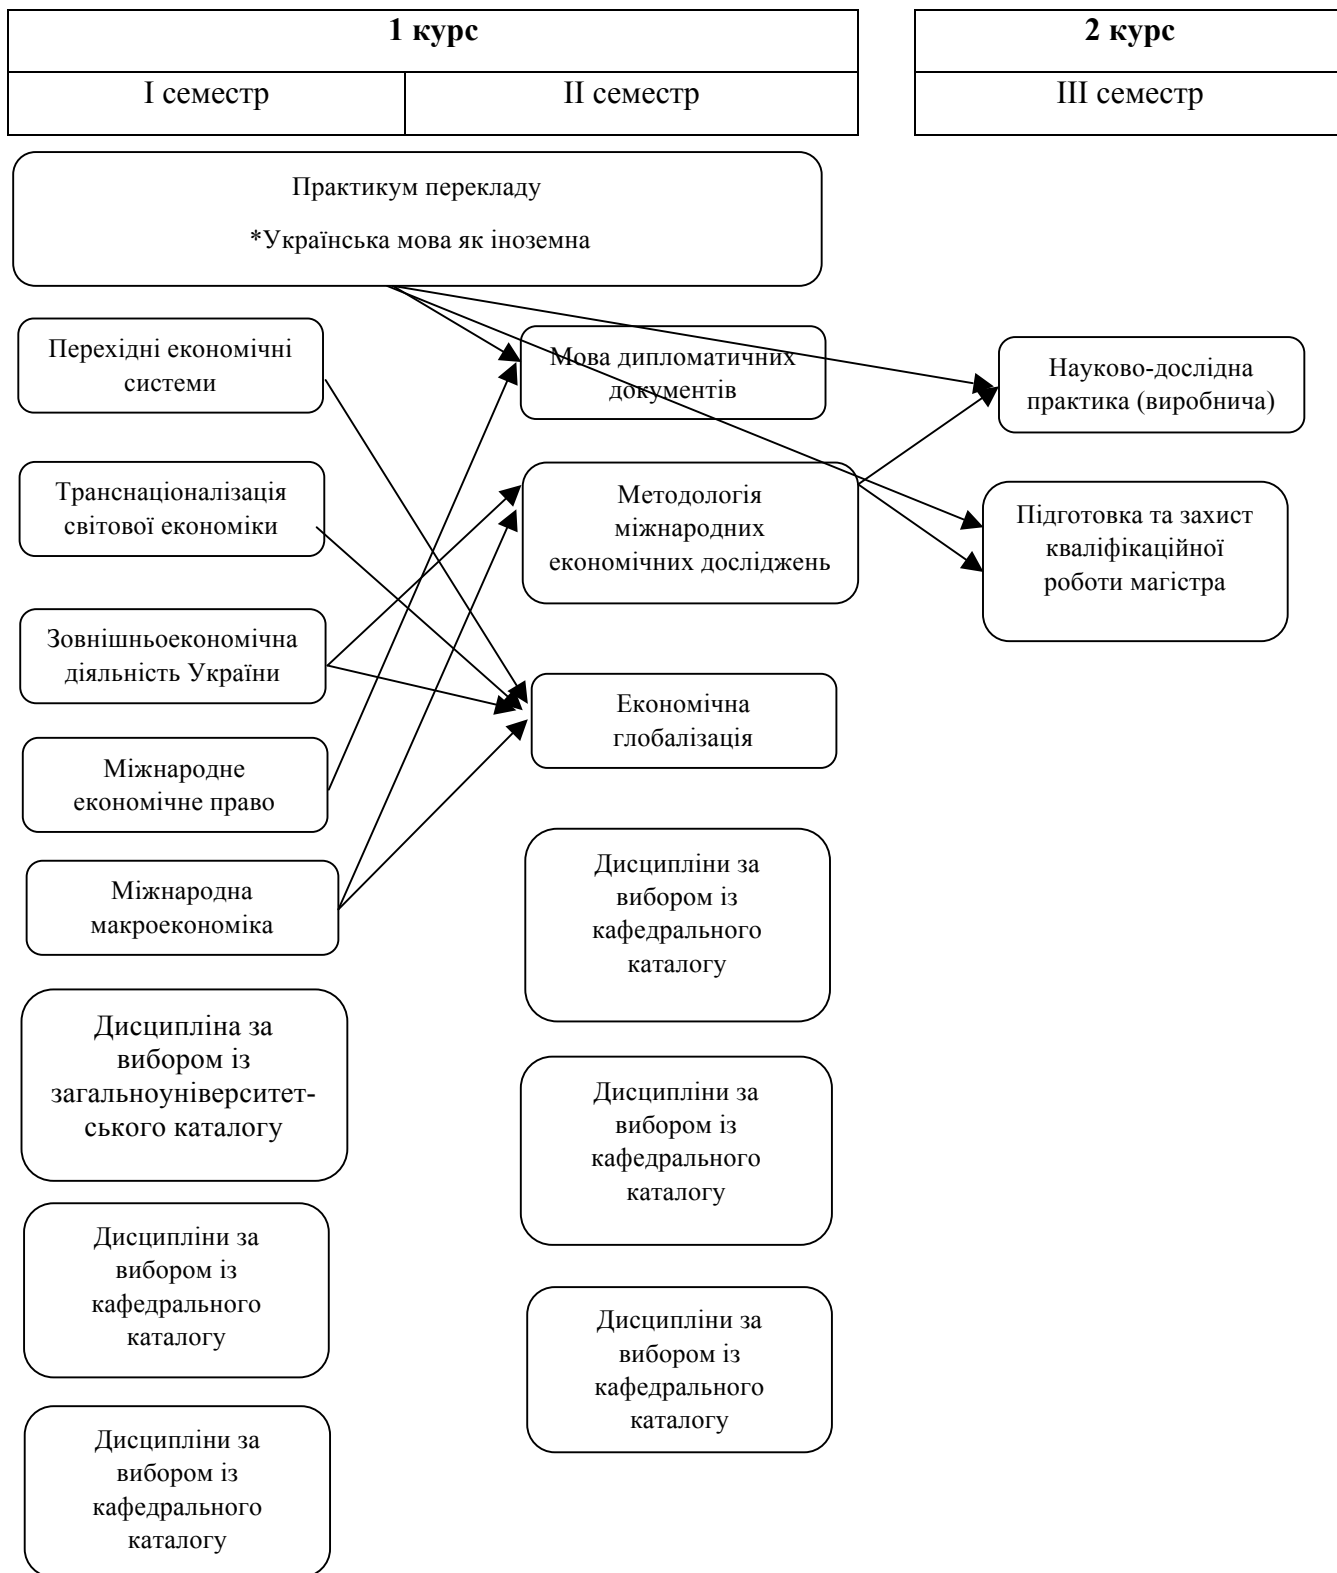 1 курс
2 курс
I семестр
II семестр
III семестр
Практикум перекладу
*Українська мова як іноземна
Перехідні економічні
системи
Мова дипломатичних
документів
Науково-дослідна
практика (виробнича)
Транснаціоналізація
світової економіки
Методологія
міжнародних
економічних досліджень
Підготовка та захист
кваліфікаційної
роботи магістра
Зовнішньоекономічна
діяльність України
Економічна
глобалізація
Міжнародне
економічне право
Міжнародна
макроекономіка
Дисципліни за
вибором із
кафедрального
каталогу
Дисципліна за
вибором із
загальноуніверситет-
ського каталогу
Дисципліни за
вибором із
кафедрального
каталогу
Дисципліни за
вибором із
кафедрального
каталогу
Дисципліни за
вибором із
кафедрального
каталогу
Дисципліни за
вибором із
кафедрального
каталогу